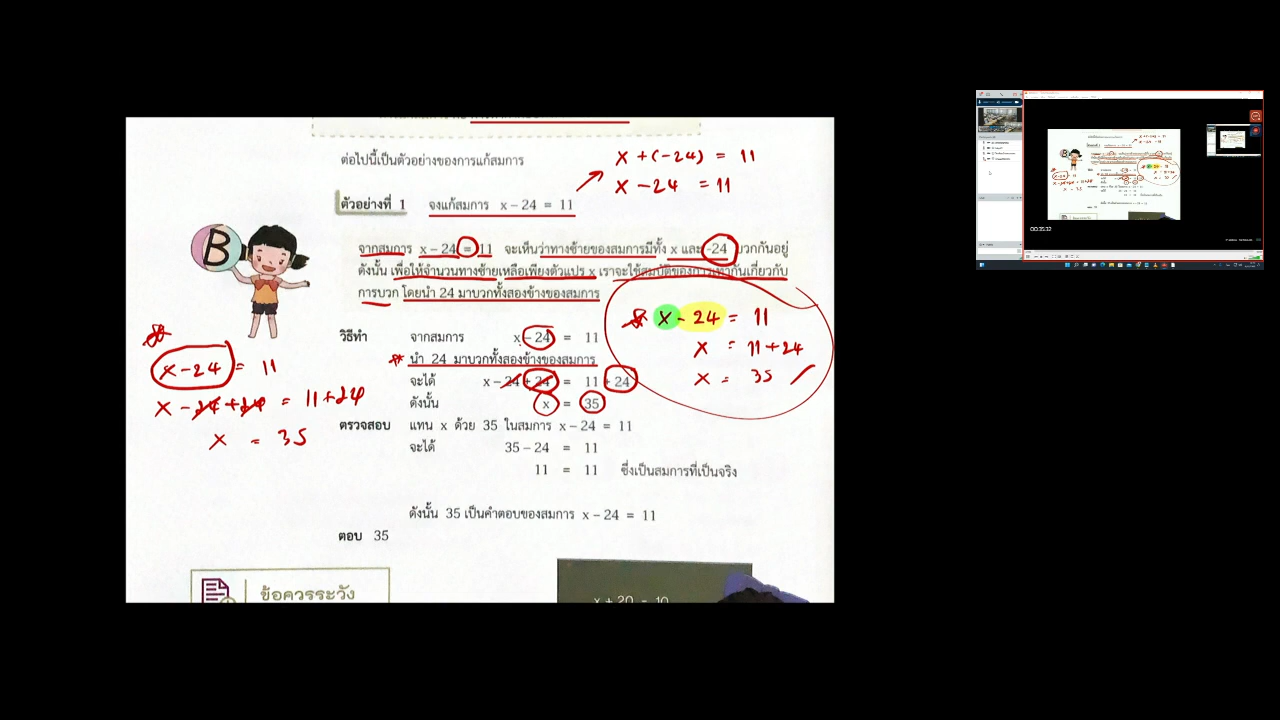 ต่อไปนี้เป็นตัวอย่างของการแก้สมการ
x + (-24) = 11
x - 24 = 11
ตัวอย่างที่ 1 จงแก้สมการ x – 24 = 11
B
จากสมการ x – 24 = 11 จะเห็นว่าทางซ้ายของสมการมีทั้ง x และ -24 บวกกันอยู่
ดังนั้น เพื่อให้จำนวนทางซ้ายเหลือเพียงตัวแปร x เราจะใช้สมบัติของการเท่ากันเกี่ยวกับ
การบวก โดยนำ 24 มาบวกทั้งสองข้างของสมการ
x - 24 = 11
x = 11 + 24
x = 35
วิธีทำ จากสมการ x – 24 = 11
นำ 24 มาบวกทั้งสองข้างของสมการ
จะได้ x – 24 + 24 = 11 + 24
ดังนั้น x = 35
x - 24 = 11
x - 24 + 24 = 11 + 24
x = 35
ตรวจสอบ แทน x ด้วย 35 ในสมการ x – 24 = 11
จะได้ 35 – 24 = 11
11 = 11 ซึ่งเป็นสมการที่เป็นจริง
ดังนั้น 35 เป็นคำตอบของสมการ x – 24 = 11
ตอบ 35
ข้อควรระวัง
x + 20 = 10
00:35:32